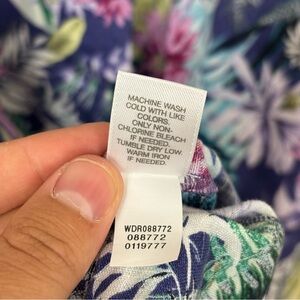 MACHINE WASH
COLD WITH LIKE
COLORS.
ONLY NON-
CHLORINE BLEACH
IF NEEDED.
TUMBLE DRY LOW.
WARM IRON
IF NEEDED.
WDR088772
088772
0119777